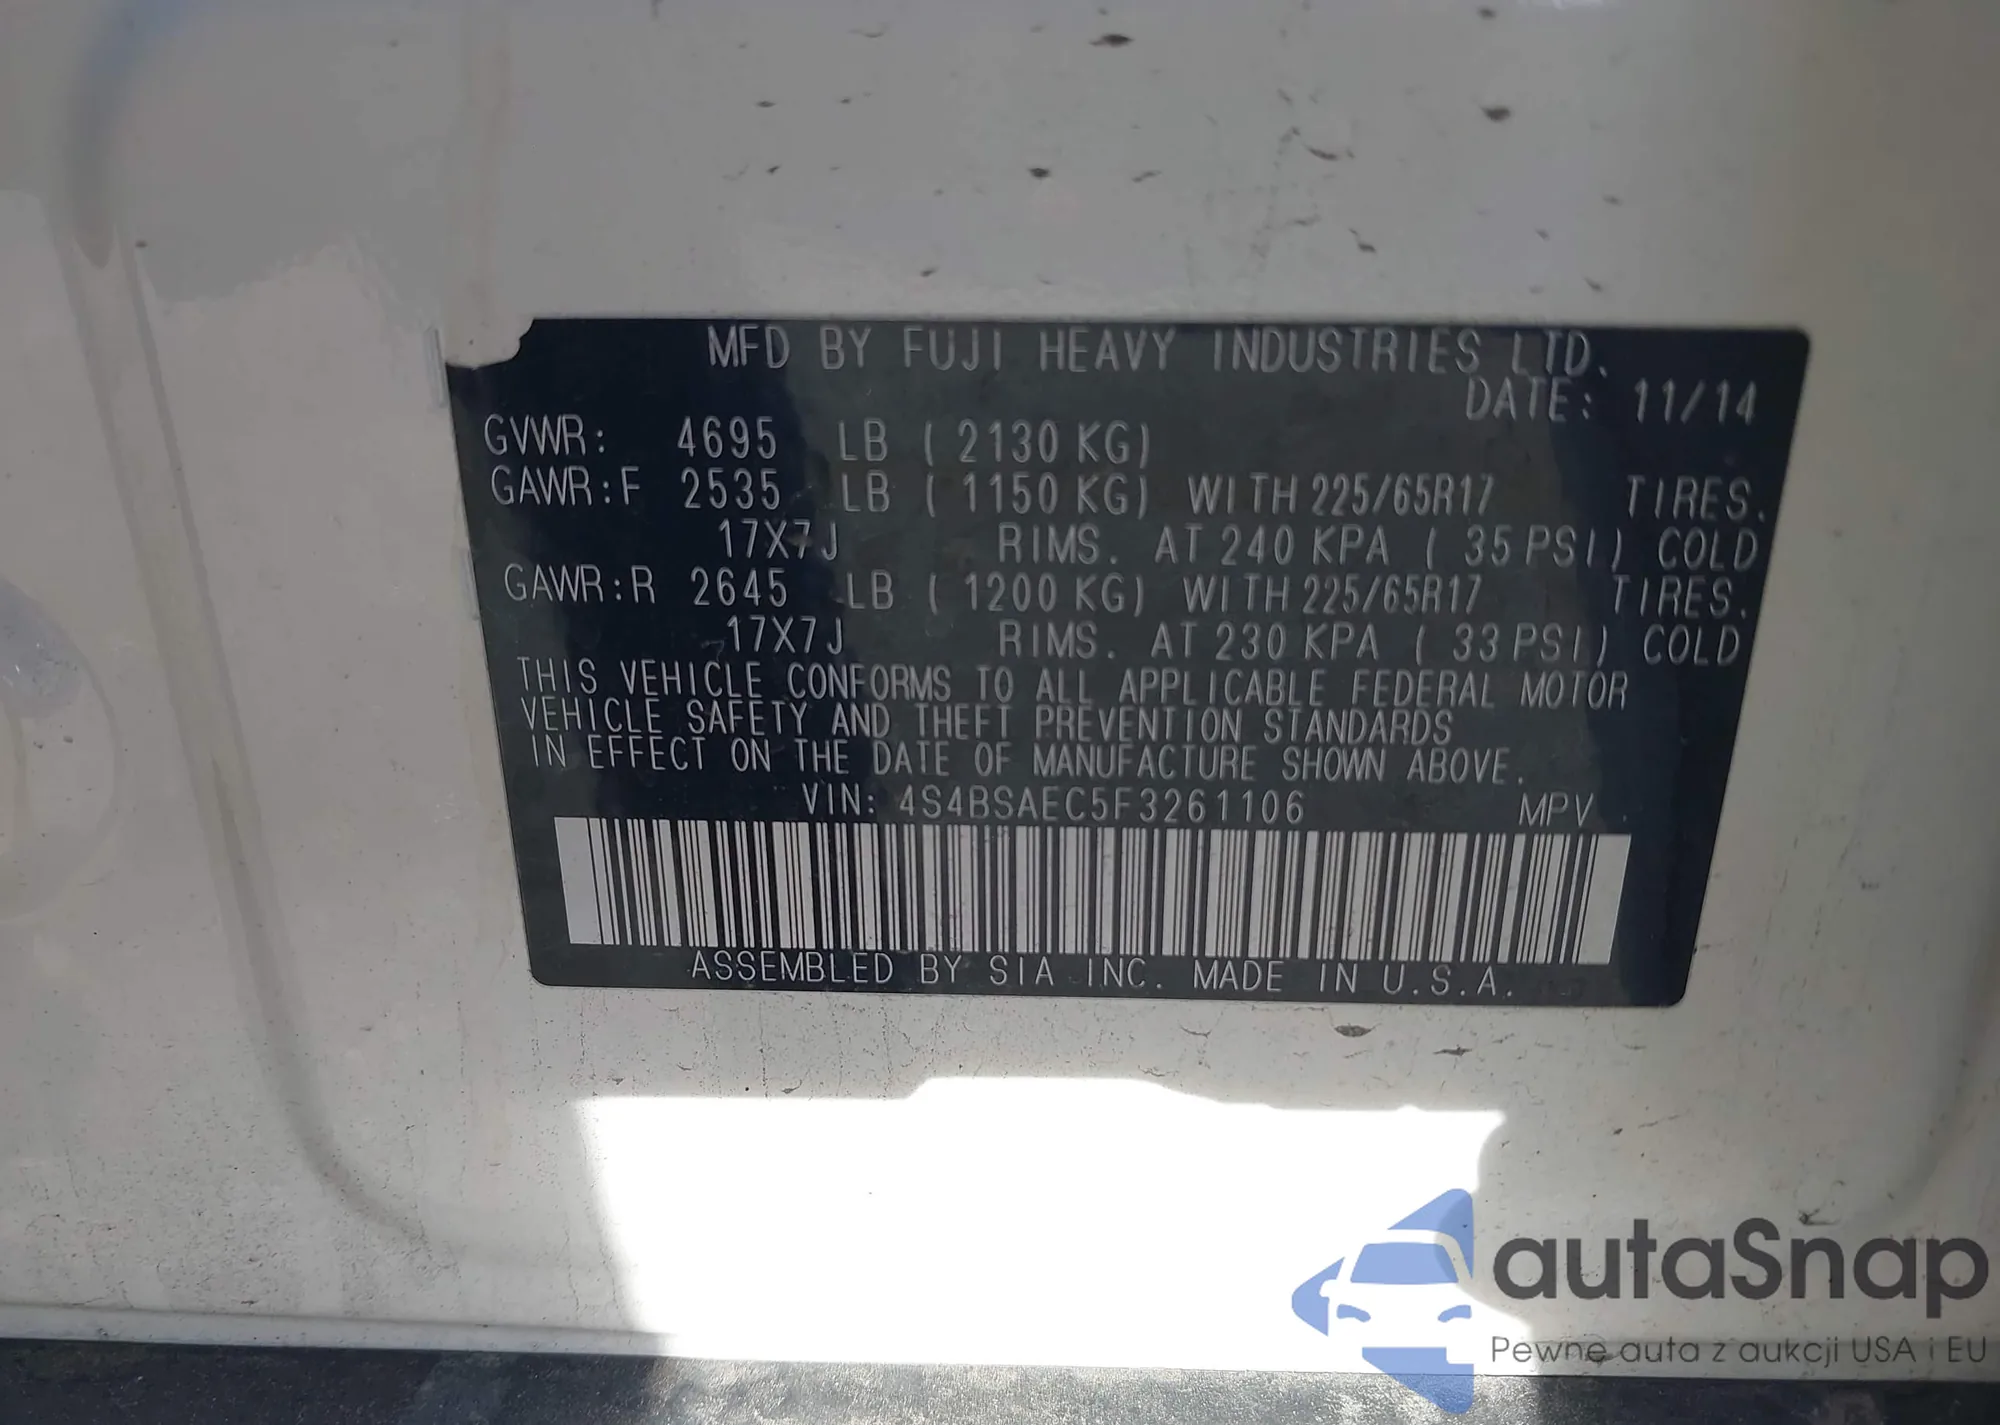 MFD BY FUJI HEAVY INDUSTRIES LTD.
DATE: 11/14
GVWR: 4695 LB ( 2130 KG)
GAWR:F 2535 LB ( 1150 KG) WITH 225/65R17 TIRES.
17X7J RIMS. AT 240 KPA ( 35 PSI) COLD
GAWR:R 2645 LB ( 1200 KG) WITH 225/65R17 TIRES.
17X7J RIMS. AT 230 KPA ( 33 PSI) COLD
THIS VEHICLE CONFORMS TO ALL APPLICABLE FEDERAL MOTOR
VEHICLE SAFETY AND THEFT PREVENTION STANDARDS
IN EFFECT ON THE DATE OF MANUFACTURE SHOWN ABOVE.
VIN: 4S4BSAEC5F3261106 MPV
ASSEMBLED BY SIA INC. MADE IN U.S.A.
autaSnap
Pewne auta z aukcji USA i EU